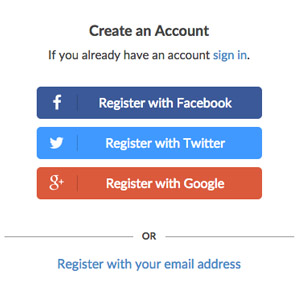 Create an Account
If you already have an account sign in.
f Register with Facebook
Register with Twitter
g+ Register with Google
OR
Register with your email address